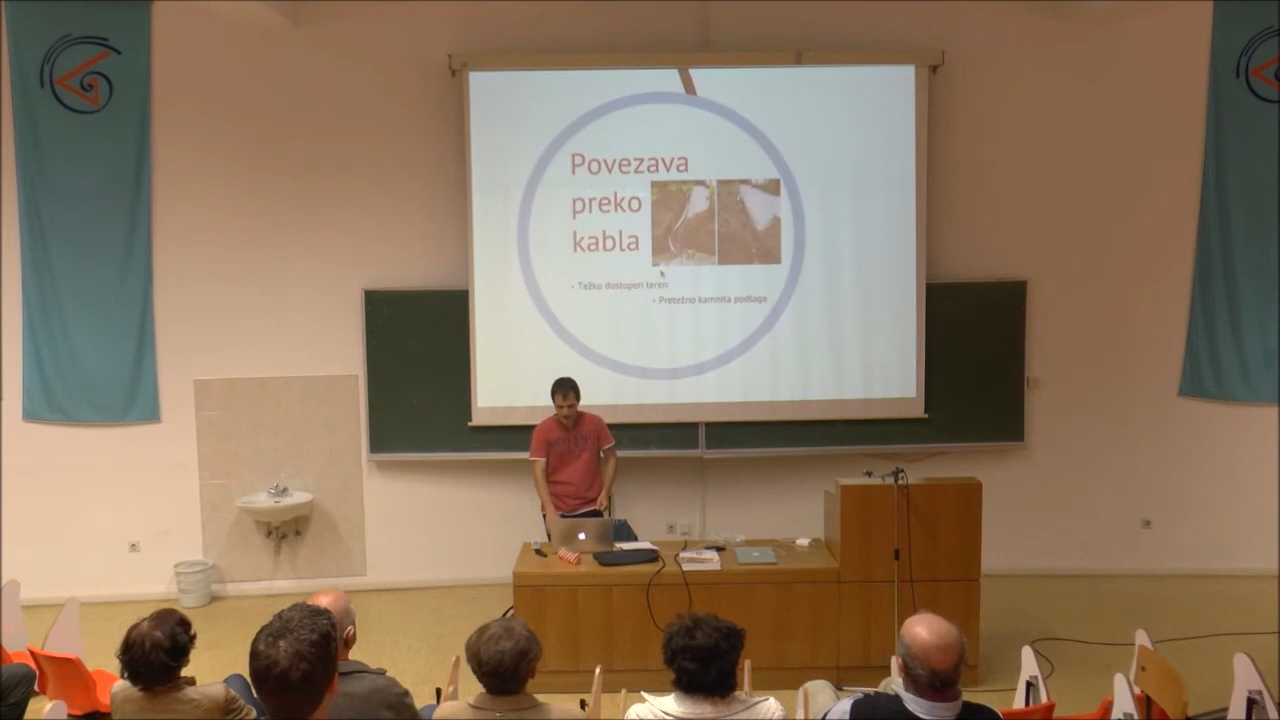 Povezava
preko
kabla
- Težko dostopen teren
- Pretežno kamnita podlaga